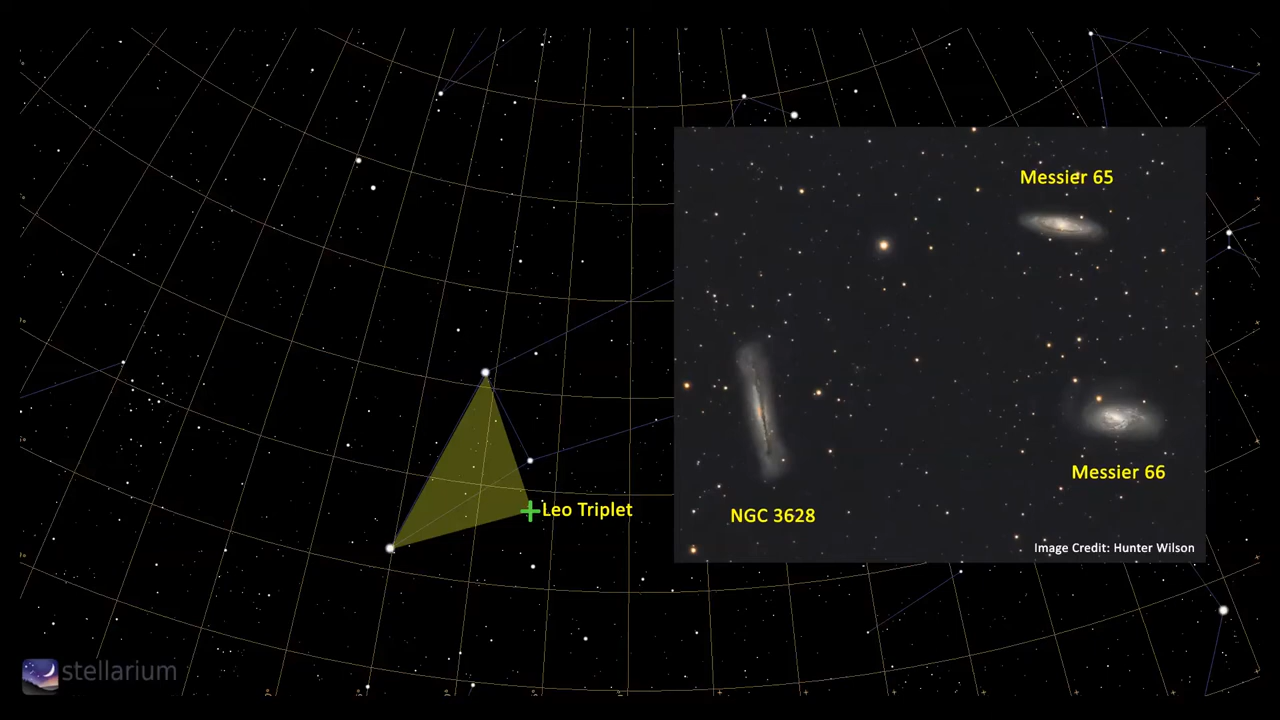 Messier 65
Messier 66
Leo Triplet
NGC 3628
Image Credit: Hunter Wilson
stellarium